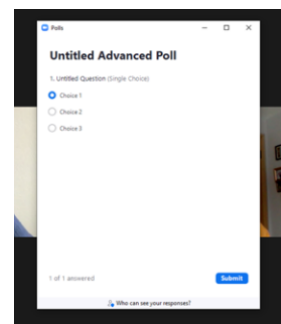 Polls
Untitled Advanced Poll
1. Untitled Question (Single Choice)
Choice 1
Choice 2
Choice 3
1 of 1 answered
Submit
Who can see your responses?